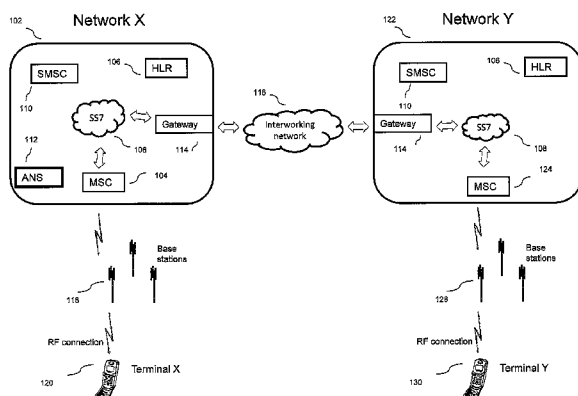 Network X
Network Y
102
122
SMSC
106
HLR
110
SS7
106
Gateway
114
112
ANS
MSC
104
116
Interworking
network
SMSC
106
HLR
110
Gateway
114
SS7
108
MSC
124
Base
stations
118
RF connection
120
Terminal X
Base
stations
128
RF connection
130
Terminal Y